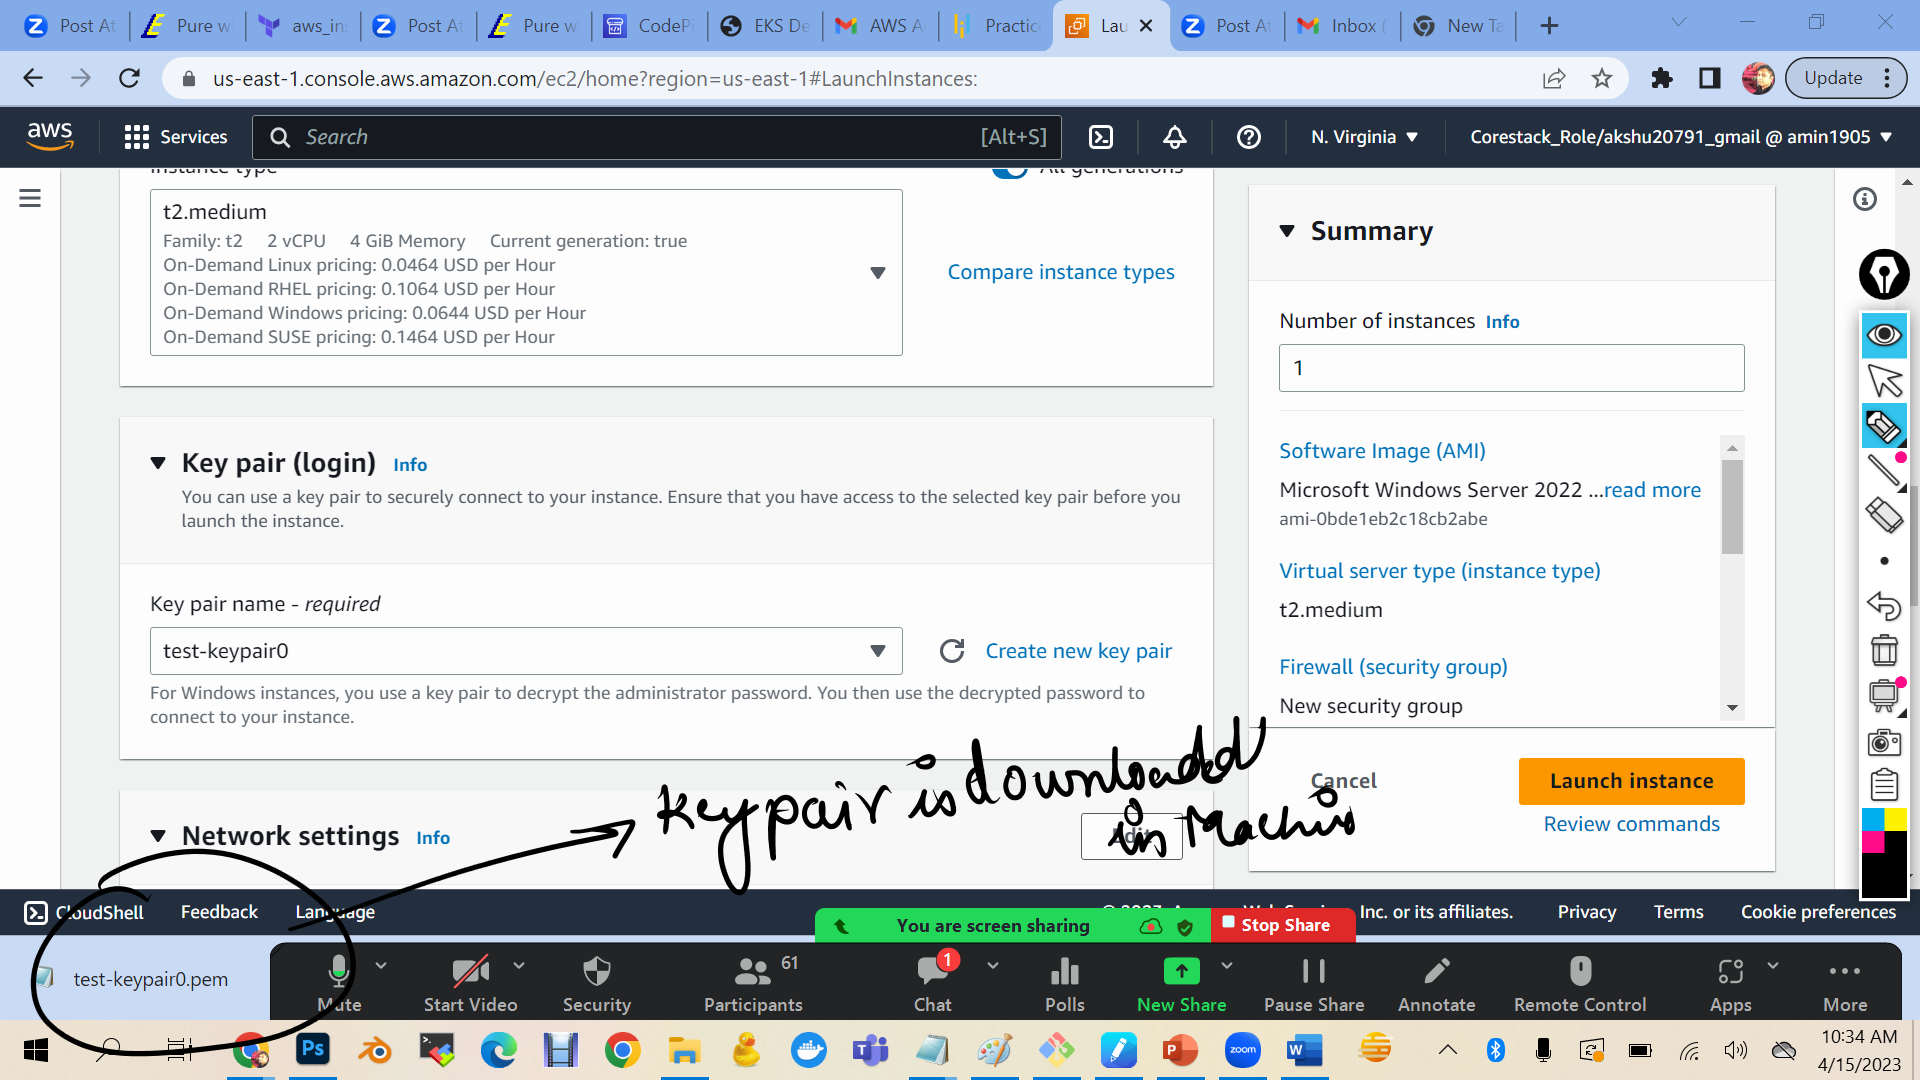 Post At
Pure w
aws_in
Post At
Pure w
CodePi
EKS De
AWS A
Practic
Lau
Post At
Inbox (
New Ta
us-east-1.console.aws.amazon.com/ec2/home?region=us-east-1#LaunchInstances:
Update
aws
Services
Search
[Alt+S]
N. Virginia
Corestack_Role/akshu20791_gmail @ amin1905
Instance type
All generations
t2.medium
Family: t2 2 vCPU 4 GiB Memory Current generation: true
On-Demand Linux pricing: 0.0464 USD per Hour
On-Demand RHEL pricing: 0.1064 USD per Hour
On-Demand Windows pricing: 0.0644 USD per Hour
On-Demand SUSE pricing: 0.1464 USD per Hour
Compare instance types
Key pair (login) Info
You can use a key pair to securely connect to your instance. Ensure that you have access to the selected key pair before you
launch the instance.
Key pair name - required
test-keypair0
Create new key pair
For Windows instances, you use a key pair to decrypt the administrator password. You then use the decrypted password to
connect to your instance.
Network settings Info
Edit
Summary
Number of instances Info
1
Software Image (AMI)
Microsoft Windows Server 2022 ...read more
ami-0bde1eb2c18cb2abe
Virtual server type (instance type)
t2.medium
Firewall (security group)
New security group
Cancel
Launch instance
Review commands
Keypair is downloaded
in Machin
CloudShell
Feedback
Language
Inc. or its affiliates.
Privacy
Terms
Cookie preferences
You are screen sharing
Stop Share
test-keypair0.pem
Mute
Start Video
Security
Participants
61
Chat
1
Polls
New Share
Pause Share
Annotate
Remote Control
Apps
More
Ps
zoom
10:34 AM
4/15/2023